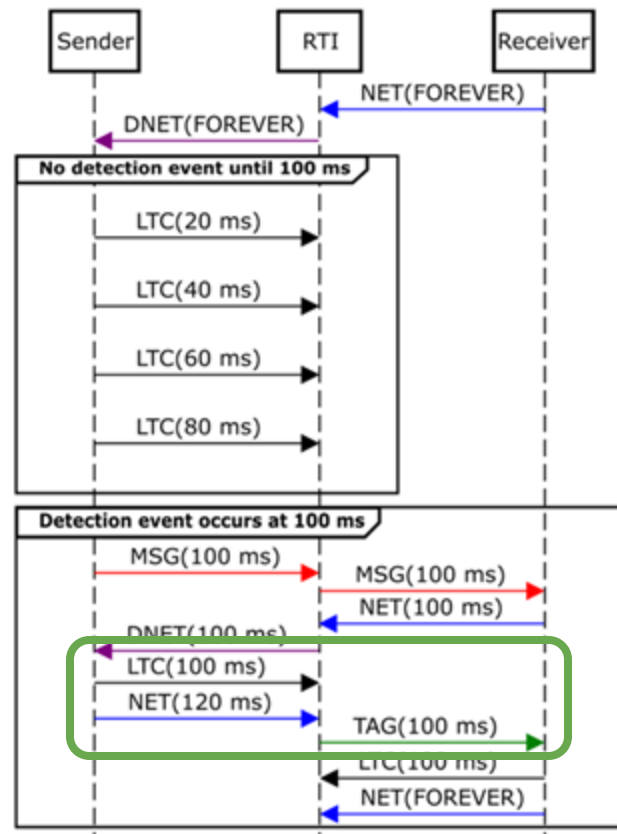 Sender RTI Receiver
NET(FOREVER)
DNET(FOREVER)
No detection event until 100 ms
LTC(20 ms)
LTC(40 ms)
LTC(60 ms)
LTC(80 ms)
Detection event occurs at 100 ms
MSG(100 ms)
MSG(100 ms)
NET(100 ms)
DNET(100 ms)
LTC(100 ms)
NET(120 ms)
TAG(100 ms)
LTC(100 ms)
NET(FOREVER)